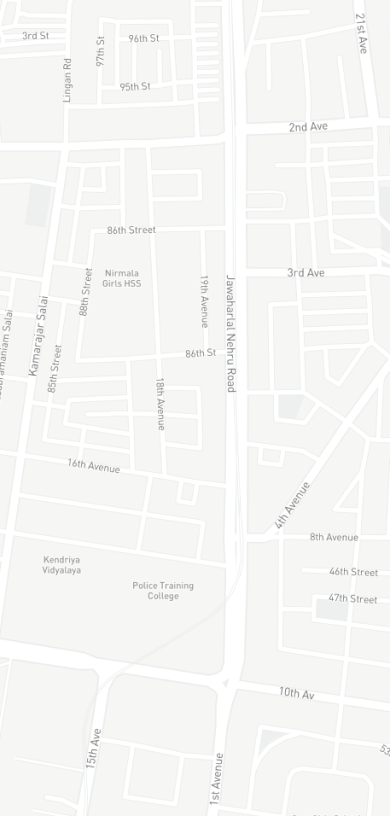 21st Ave
3rd St
96th St
97th St
Lingan Rd
95th St
2nd Ave
86th Street
Nirmala
Girls HSS
3rd Ave
88th Street
19th Avenue
Jawaharlal Nehru Road
Kamarajar Salai
86th St
85th Street
18th Avenue
16th Avenue
4th Avenue
8th Avenue
Kendriya
Vidyalaya
46th Street
Police Training
College
47th Street
10th Av
15th Ave
1st Avenue